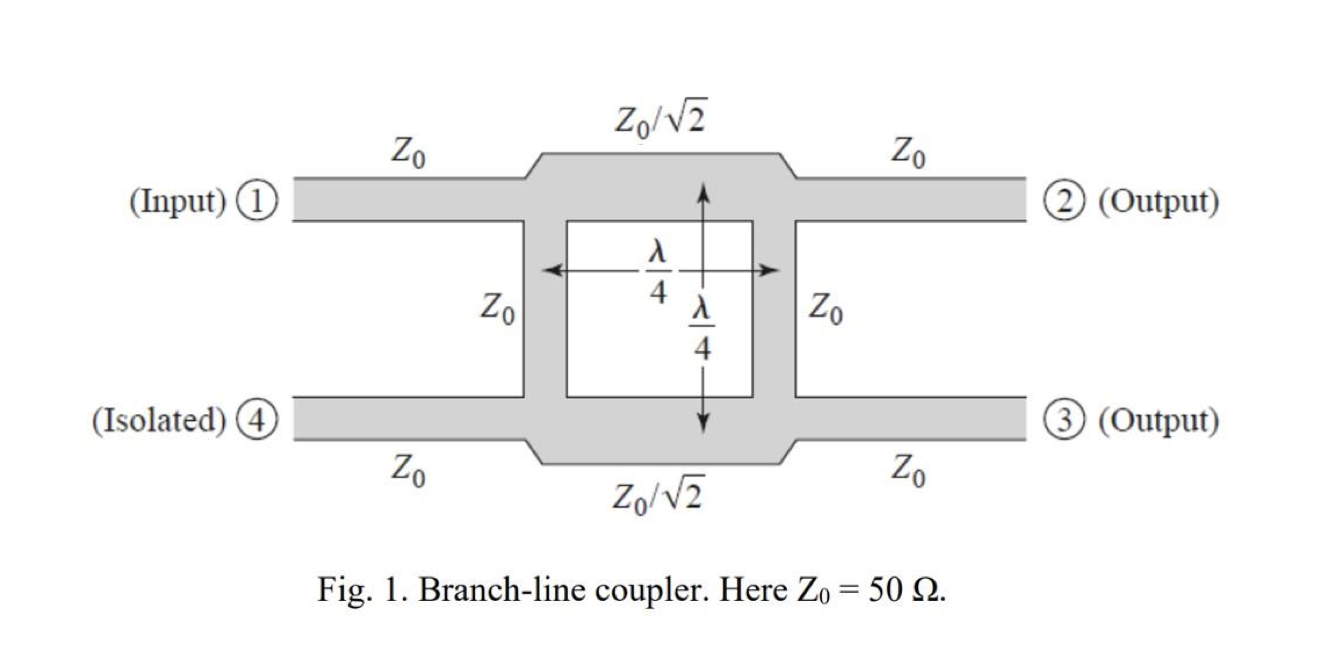 Z₀/√2
Z₀ Z₀
(Input) ① ② (Output)
λ/4
Z₀ λ/4 Z₀
(Isolated) ④ ③ (Output)
Z₀ Z₀/√2 Z₀
Fig. 1. Branch-line coupler. Here Z₀ = 50 Ω.